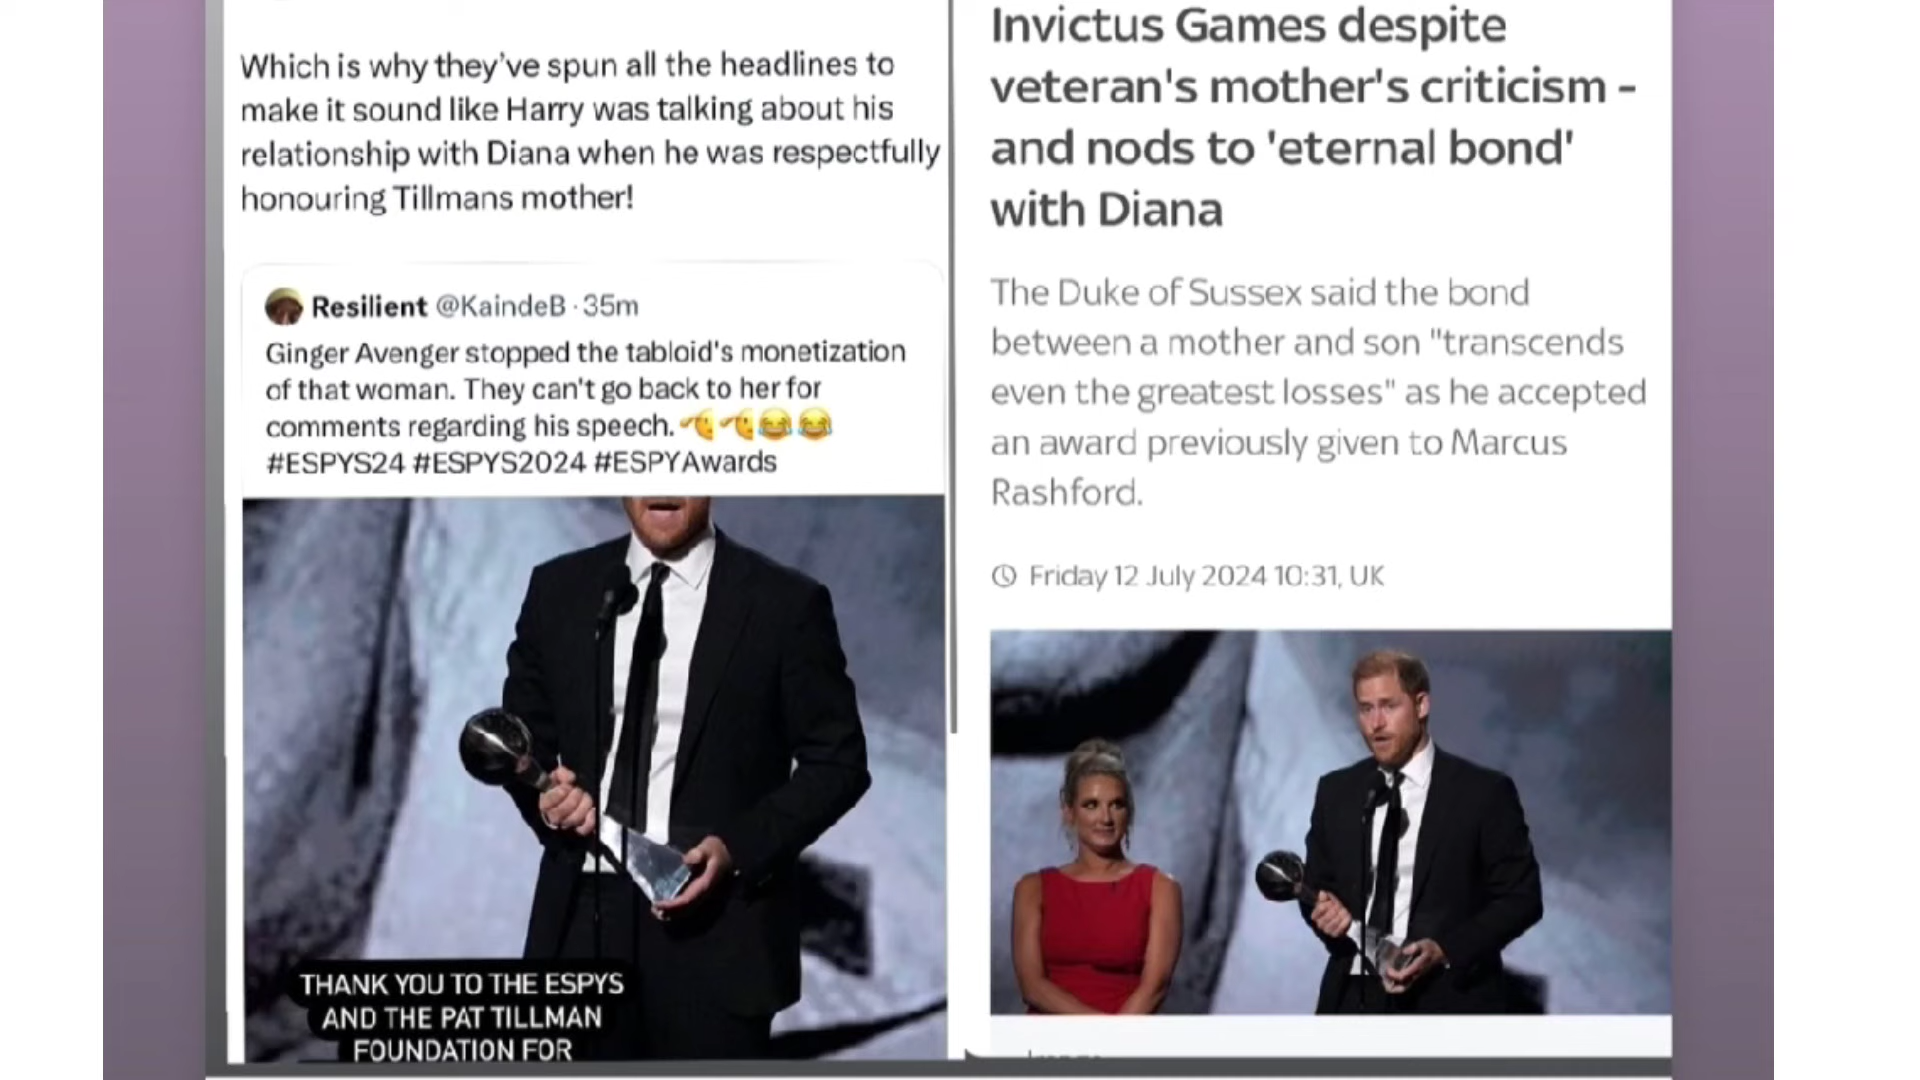 Which is why they've spun all the headlines to
make it sound like Harry was talking about his
relationship with Diana when he was respectfully
honouring Tillmans mother!
Resilient @KaindeB · 35m
Ginger Avenger stopped the tabloid's monetization
of that woman. They can't go back to her for
comments regarding his speech. 🫡🫡😂😂
#ESPYS24 #ESPYS2024 #ESPYAwards
THANK YOU TO THE ESPYS
AND THE PAT TILLMAN
FOUNDATION FOR
Invictus Games despite
veteran's mother's criticism -
and nods to 'eternal bond'
with Diana
The Duke of Sussex said the bond
between a mother and son "transcends
even the greatest losses" as he accepted
an award previously given to Marcus
Rashford.
Friday 12 July 2024 10:31, UK